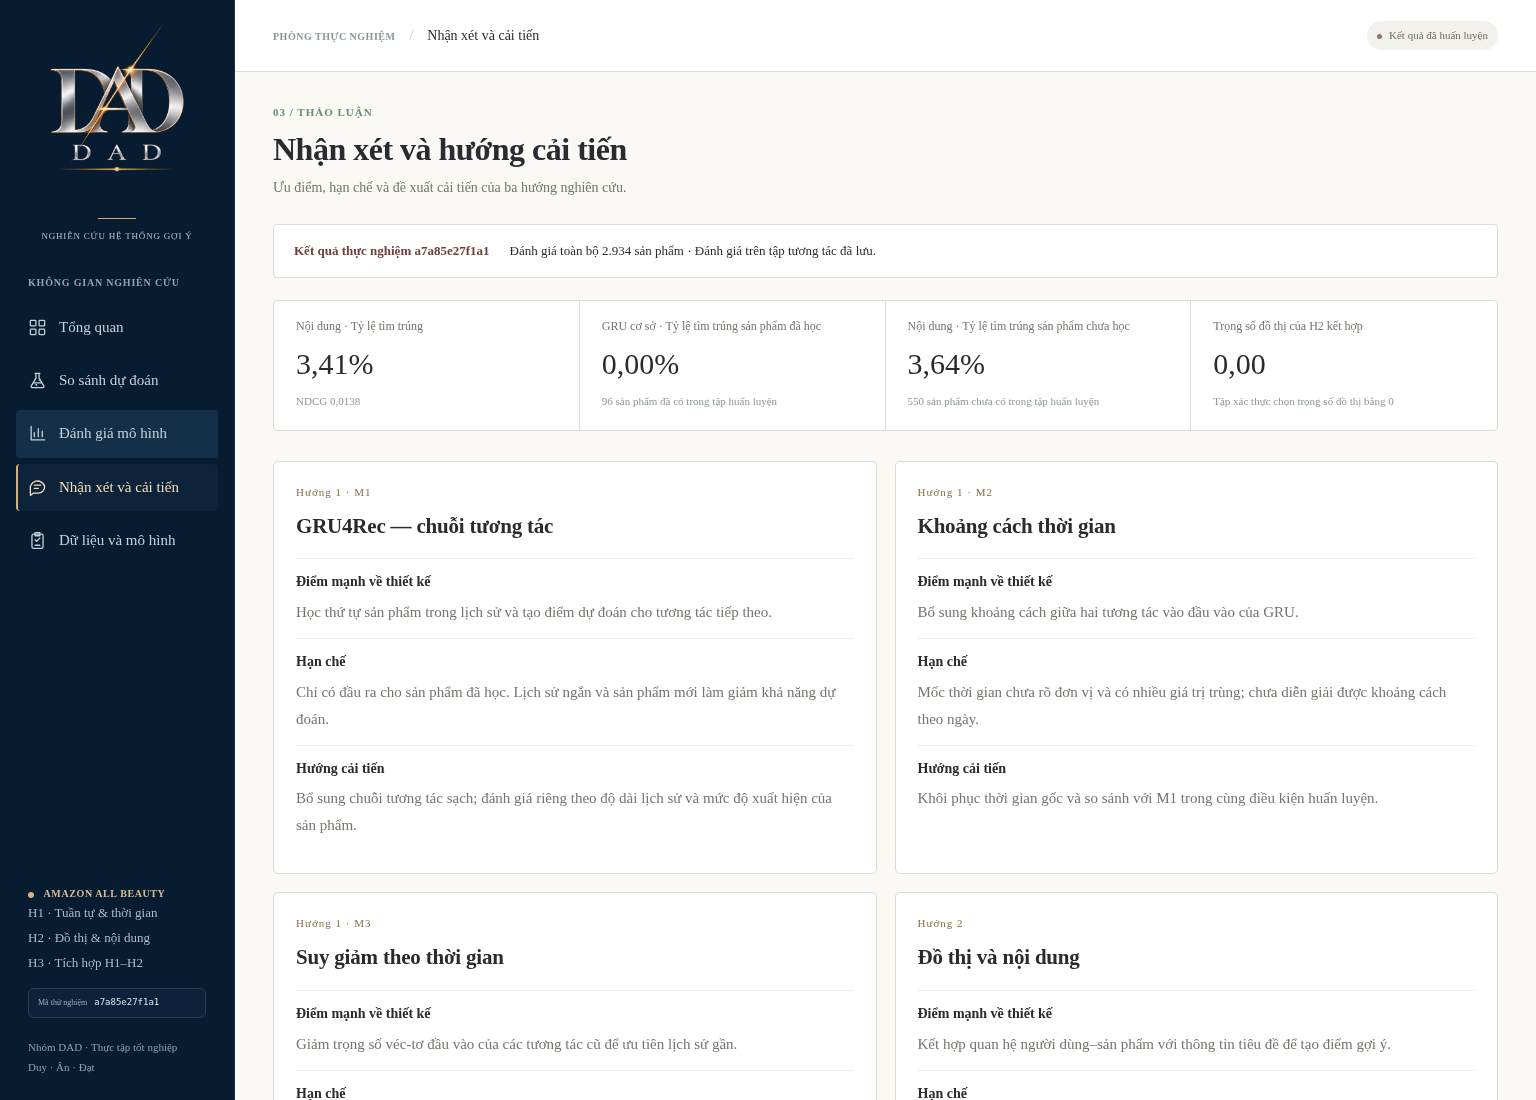 DAD
DAD
NGHIÊN CỨU HỆ THỐNG GỢI Ý
KHÔNG GIAN NGHIÊN CỨU
Tổng quan
So sánh dự đoán
Đánh giá mô hình
Nhận xét và cải tiến
Dữ liệu và mô hình
AMAZON ALL BEAUTY
H1 · Tuần tự & thời gian
H2 · Đồ thị & nội dung
H3 · Tích hợp H1–H2
Mã thử nghiệm a7a85e27f1a1
Nhóm DAD · Thực tập tốt nghiệp
Duy · Ân · Đạt
PHÒNG THỰC NGHIỆM / Nhận xét và cải tiến
Kết quả đã huấn luyện
03 / THẢO LUẬN
Nhận xét và hướng cải tiến
Ưu điểm, hạn chế và đề xuất cải tiến của ba hướng nghiên cứu.
Kết quả thực nghiệm a7a85e27f1a1 Đánh giá toàn bộ 2.934 sản phẩm · Đánh giá trên tập tương tác đã lưu.
Nội dung · Tỷ lệ tìm trúng
3,41%
NDCG 0,0138
GRU cơ sở · Tỷ lệ tìm trúng sản phẩm đã học
0,00%
96 sản phẩm đã có trong tập huấn luyện
Nội dung · Tỷ lệ tìm trúng sản phẩm chưa học
3,64%
550 sản phẩm chưa có trong tập huấn luyện
Trọng số đồ thị của H2 kết hợp
0,00
Tập xác thực chọn trọng số đồ thị bằng 0
Hướng 1 · M1
GRU4Rec — chuỗi tương tác
Điểm mạnh về thiết kế
Học thứ tự sản phẩm trong lịch sử và tạo điểm dự đoán cho tương tác tiếp theo.
Hạn chế
Chỉ có đầu ra cho sản phẩm đã học. Lịch sử ngắn và sản phẩm mới làm giảm khả năng dự
đoán.
Hướng cải tiến
Bổ sung chuỗi tương tác sạch; đánh giá riêng theo độ dài lịch sử và mức độ xuất hiện của
sản phẩm.
Hướng 1 · M2
Khoảng cách thời gian
Điểm mạnh về thiết kế
Bổ sung khoảng cách giữa hai tương tác vào đầu vào của GRU.
Hạn chế
Mốc thời gian chưa rõ đơn vị và có nhiều giá trị trùng; chưa diễn giải được khoảng cách
theo ngày.
Hướng cải tiến
Khôi phục thời gian gốc và so sánh với M1 trong cùng điều kiện huấn luyện.
Hướng 1 · M3
Suy giảm theo thời gian
Điểm mạnh về thiết kế
Giảm trọng số véc-tơ đầu vào của các tương tác cũ để ưu tiên lịch sử gần.
Hạn chế
Hướng 2
Đồ thị và nội dung
Điểm mạnh về thiết kế
Kết hợp quan hệ người dùng–sản phẩm với thông tin tiêu đề để tạo điểm gợi ý.
Hạn chế